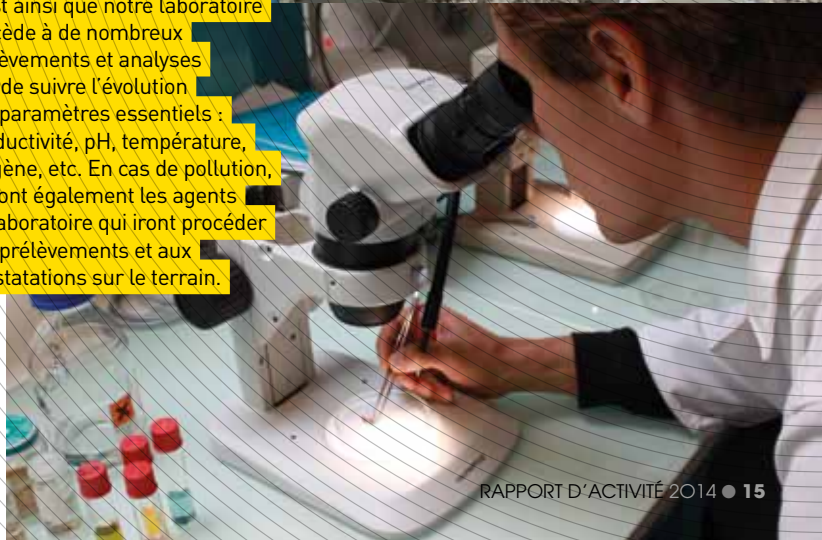 t ainsi que notre laboratoire
ède à de nombreux
èvements et analyses
de suivre l'évolution
paramètres essentiels :
ductivité, pH, température,
gène, etc. En cas de pollution,
ont également les agents
aboratoire qui iront procéder
prélèvements et aux
statations sur le terrain.
RAPPORT D'ACTIVITÉ 2014 ● 15